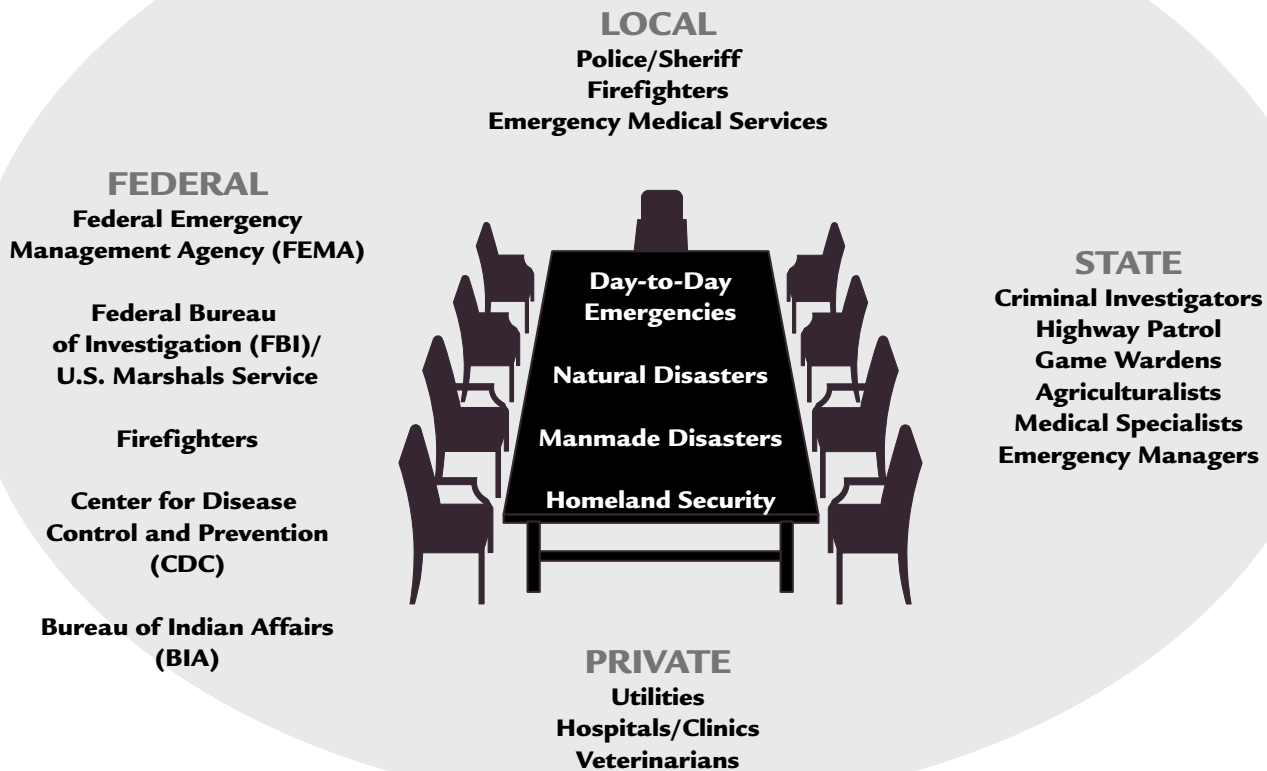 LOCAL
Police/Sheriff
Firefighters
Emergency Medical Services
FEDERAL
Federal Emergency
Management Agency (FEMA)
Federal Bureau
of Investigation (FBI)/
U.S. Marshals Service
Firefighters
Center for Disease
Control and Prevention
(CDC)
Bureau of Indian Affairs
(BIA)
Day-to-Day
Emergencies
Natural Disasters
Manmade Disasters
Homeland Security
STATE
Criminal Investigators
Highway Patrol
Game Wardens
Agriculturalists
Medical Specialists
Emergency Managers
PRIVATE
Utilities
Hospitals/Clinics
Veterinarians